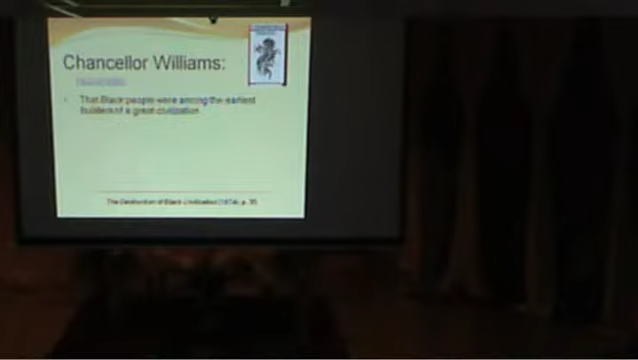 Chancellor Williams:
• That Black people were among the earliest
builders of a great civilization
The Destruction of Black Civilization (1974), p. 35